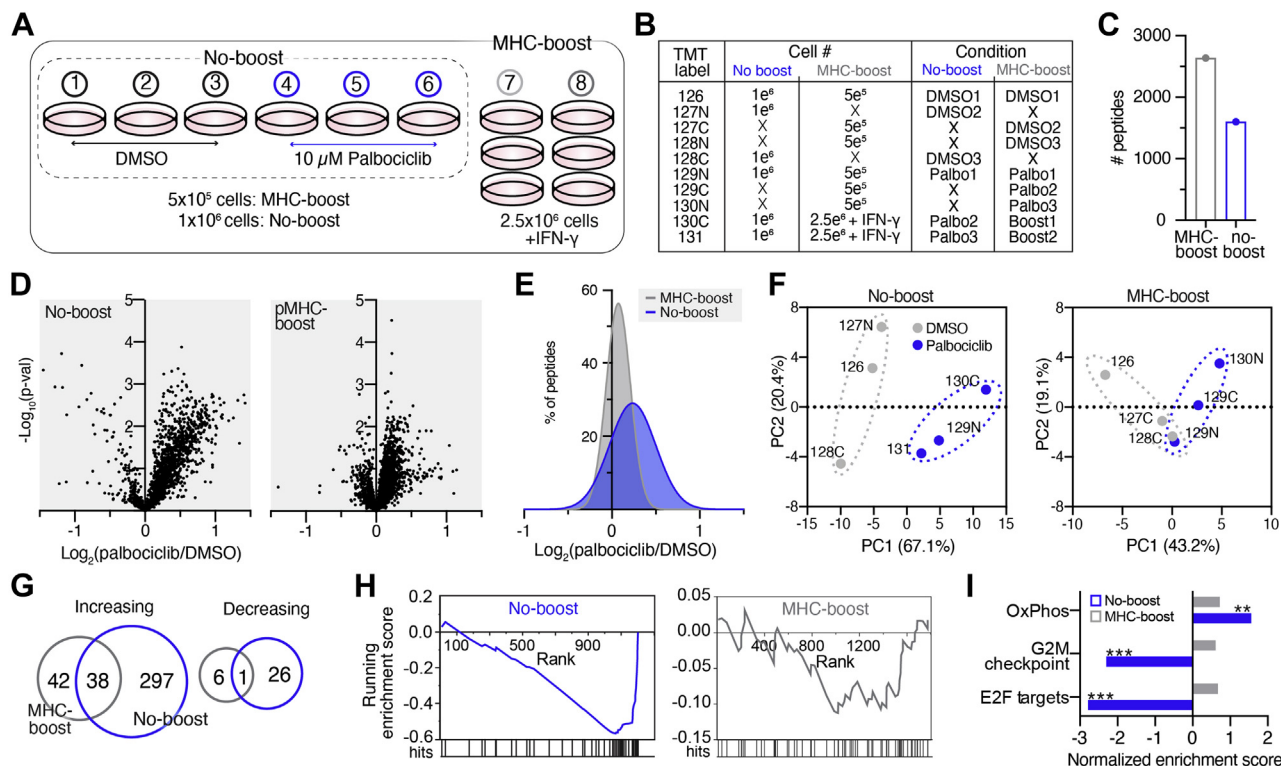 A
No-boost
MHC-boost
1 2 3 4 5 6 7 8
DMSO
10 µM Palbociclib
5x10⁵ cells: MHC-boost
1x10⁶ cells: No-boost
2.5x10⁶ cells
+IFN-γ
B
TMT label Cell # Condition
No boost MHC-boost No-boost MHC-boost
126 1e⁶ 5e⁵ DMSO1 DMSO1
127N 1e⁶ X DMSO2 X
127C X 5e⁵ X DMSO2
128N X 5e⁵ X DMSO3
128C 1e⁶ X DMSO3 X
129N 1e⁶ 5e⁵ Palbo1 Palbo1
129C X 5e⁵ X Palbo2
130N X 5e⁵ X Palbo3
130C 1e⁶ 2.5e⁶ + IFN-γ Palbo2 Boost1
131 1e⁶ 2.5e⁶ + IFN-γ Palbo3 Boost2
C
# peptides
3000
2000
1000
0
MHC-boost
no-boost
D
No-boost
pMHC-boost
-Log₁₀(p-val)
5
4
3
2
1
-1 0 1
Log₂(palbociclib/DMSO)
5
4
3
2
1
-1 0 1
E
MHC-boost
No-boost
% of peptides
60
40
20
-1 0 1
Log₂(palbociclib/DMSO)
F
No-boost
DMSO
Palbociclib
PC2 (20.4%)
8
4
0
-4
-8
127N
126
128C
130C
129N
131
-15 -10 -5 0 5 10 15
PC1 (67.1%)
MHC-boost
PC2 (19.1%)
8
4
0
-4
-8
126
127C
128C
130N
129C
129N
-10 -5 0 5 10
PC1 (43.2%)
G
Increasing
42 38 297
MHC-boost
No-boost
Decreasing
6 1 26
H
No-boost
Running
enrichment score
0.2
0.0
-0.2
-0.4
-0.6
100 500 900
Rank
hits
MHC-boost
0.05
0.00
-0.05
-0.10
-0.15
400 800 1200
Rank
hits
I
No-boost
MHC-boost
OxPhos
**
G2M
checkpoint
***
E2F targets
***
-3 -2 -1 0 1 2
Normalized enrichment score